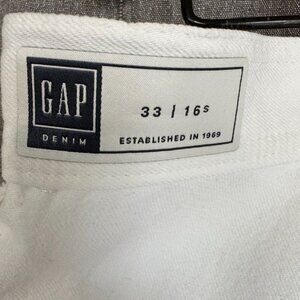 GAP
DENIM
33 | 16s
ESTABLISHED IN 1969